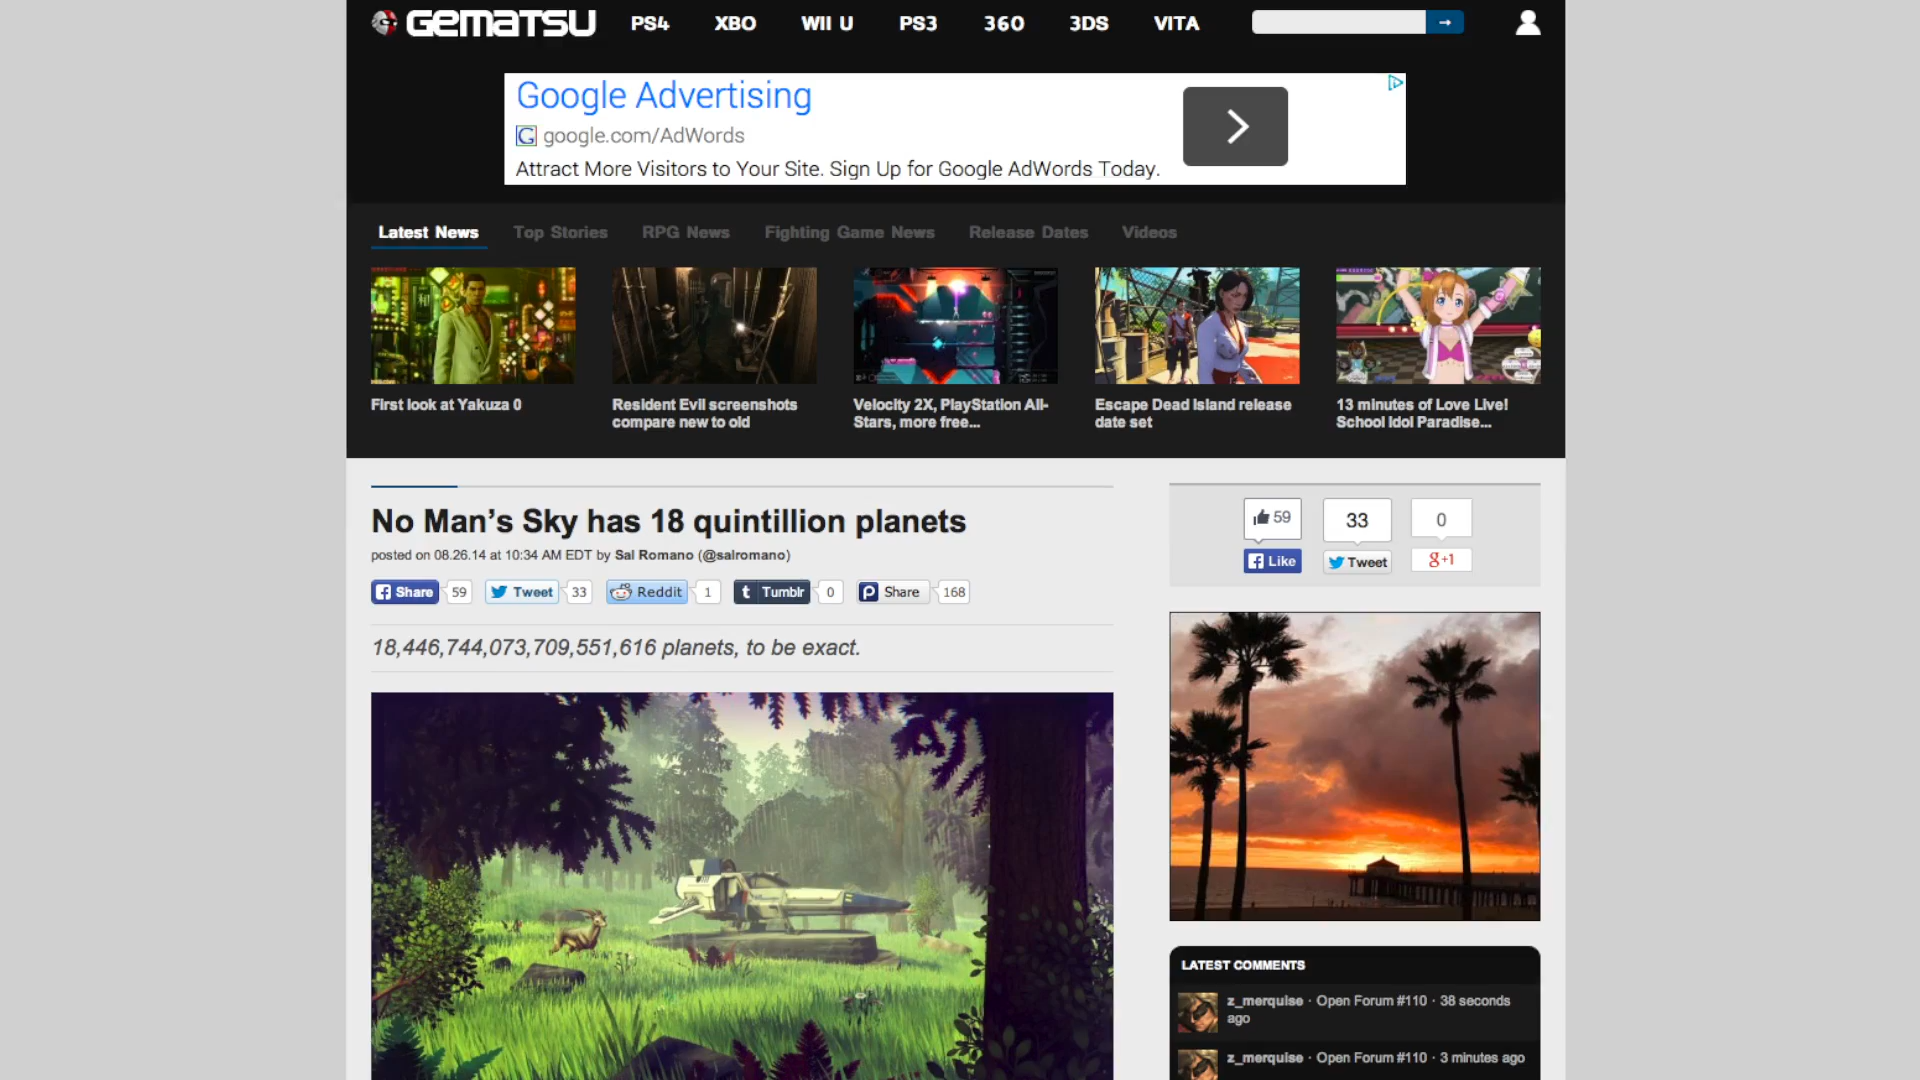 GEMATSU PS4 XBO WII U PS3 360 3DS VITA →
Google Advertising
G google.com/AdWords
Attract More Visitors to Your Site. Sign Up for Google AdWords Today.
Latest News Top Stories RPG News Fighting Game News Release Dates Videos
First look at Yakuza 0
Resident Evil screenshots
compare new to old
Velocity 2X, PlayStation All-
Stars, more free...
Escape Dead Island release
date set
13 minutes of Love Live!
School Idol Paradise...
No Man's Sky has 18 quintillion planets
posted on 08.26.14 at 10:34 AM EDT by Sal Romano (@salromano)
Share 59 Tweet 33 Reddit 1 t Tumblr 0 Share 168
18,446,744,073,709,551,616 planets, to be exact.
59 33 0
Like Tweet g+1
LATEST COMMENTS
z_merquise · Open Forum #110 · 38 seconds
ago
z_merquise · Open Forum #110 · 3 minutes ago